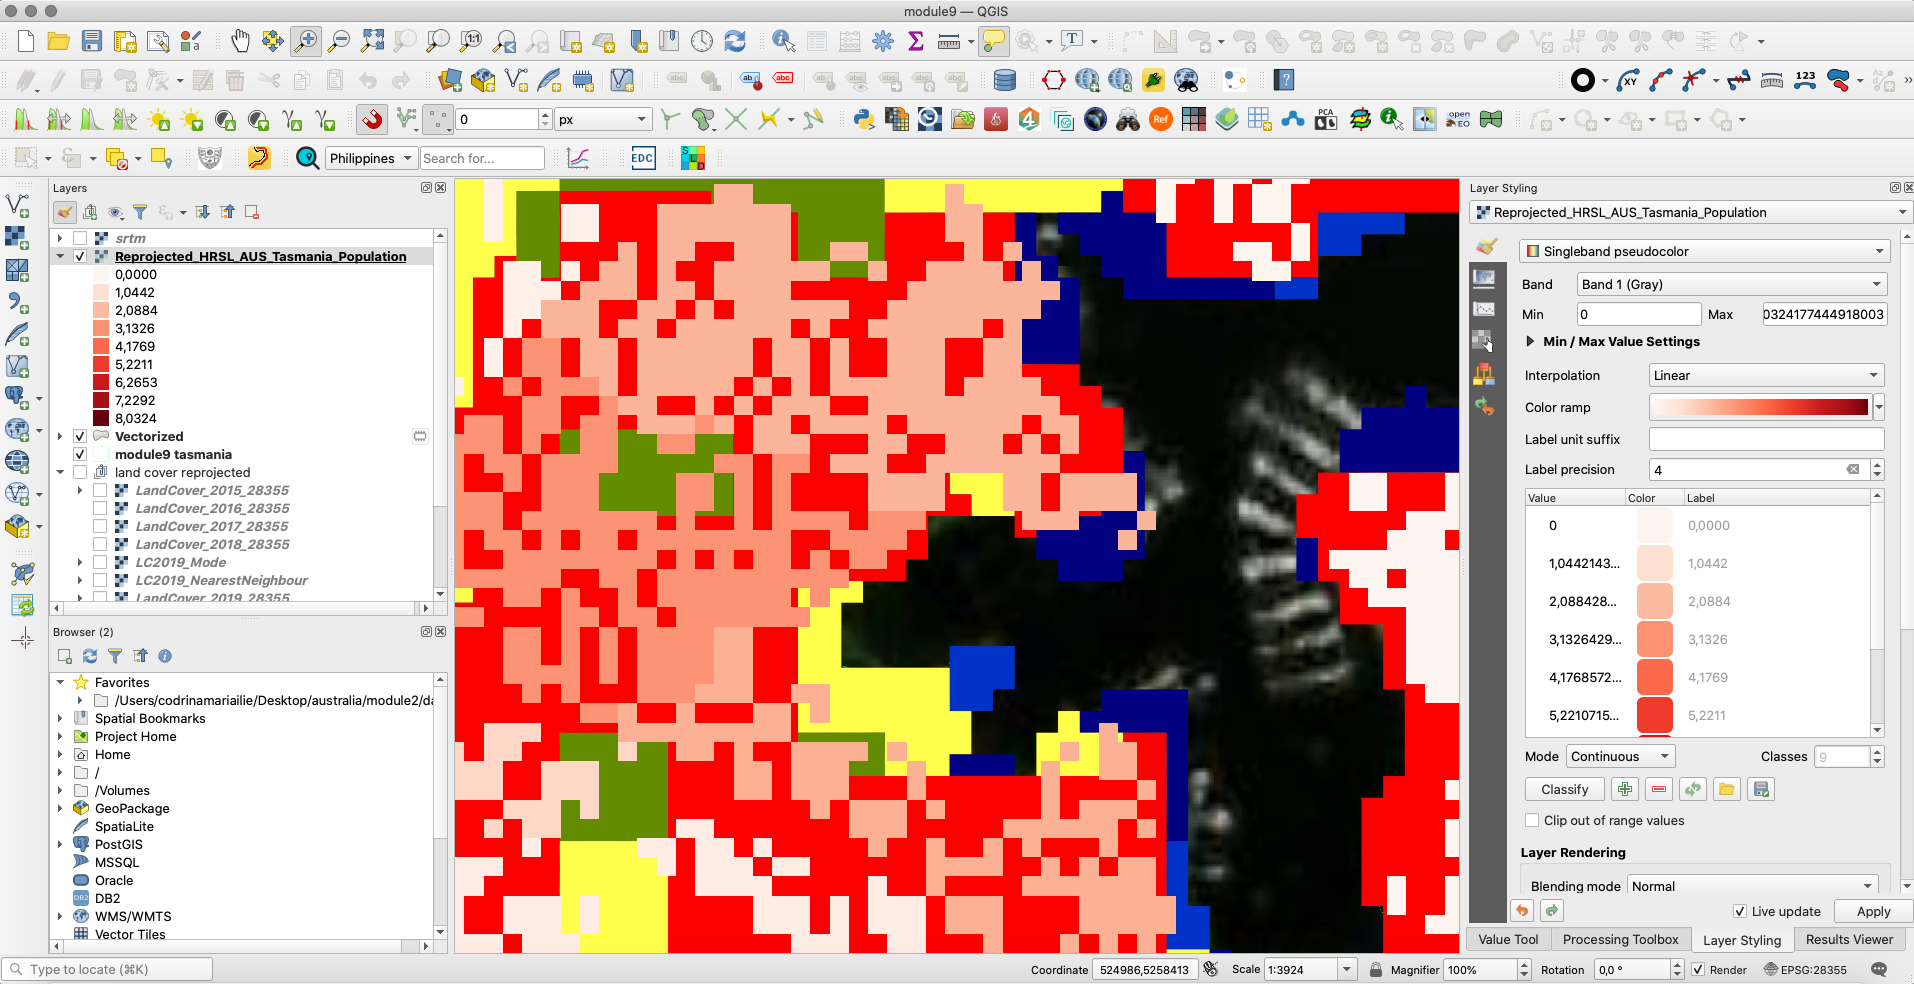 module9 — QGIS
0
px
Philippines
Search for...
EDC
Layers
srtm
Reprojected_HRSL_AUS_Tasmania_Population
0,0000
1,0442
2,0884
3,1326
4,1769
5,2211
6,2653
7,2292
8,0324
Vectorized
module9 tasmania
land cover reprojected
LandCover_2015_28355
LandCover_2016_28355
LandCover_2017_28355
LandCover_2018_28355
LC2019_Mode
LC2019_NearestNeighbour
LandCover_2019_28355
Browser (2)
Favorites
/Users/codrinamariailie/Desktop/australia/module2/da
Spatial Bookmarks
Project Home
Home
/
/Volumes
GeoPackage
SpatiaLite
PostGIS
MSSQL
Oracle
DB2
WMS/WMTS
Vector Tiles
Layer Styling
Reprojected_HRSL_AUS_Tasmania_Population
Singleband pseudocolor
Band Band 1 (Gray)
Min 0 Max 0324177444918003
Min / Max Value Settings
Interpolation Linear
Color ramp
Label unit suffix
Label precision 4
Value Color Label
0 0,0000
1,0442143... 1,0442
2,088428... 2,0884
3,1326429... 3,1326
4,1768572... 4,1769
5,2210715... 5,2211
Mode Continuous Classes 9
Classify
Clip out of range values
Layer Rendering
Blending mode Normal
Live update Apply
Value Tool Processing Toolbox Layer Styling Results Viewer
Type to locate (⌘K) Coordinate 524986,5258413 Scale 1:3924 Magnifier 100% Rotation 0,0 ° Render EPSG:28355